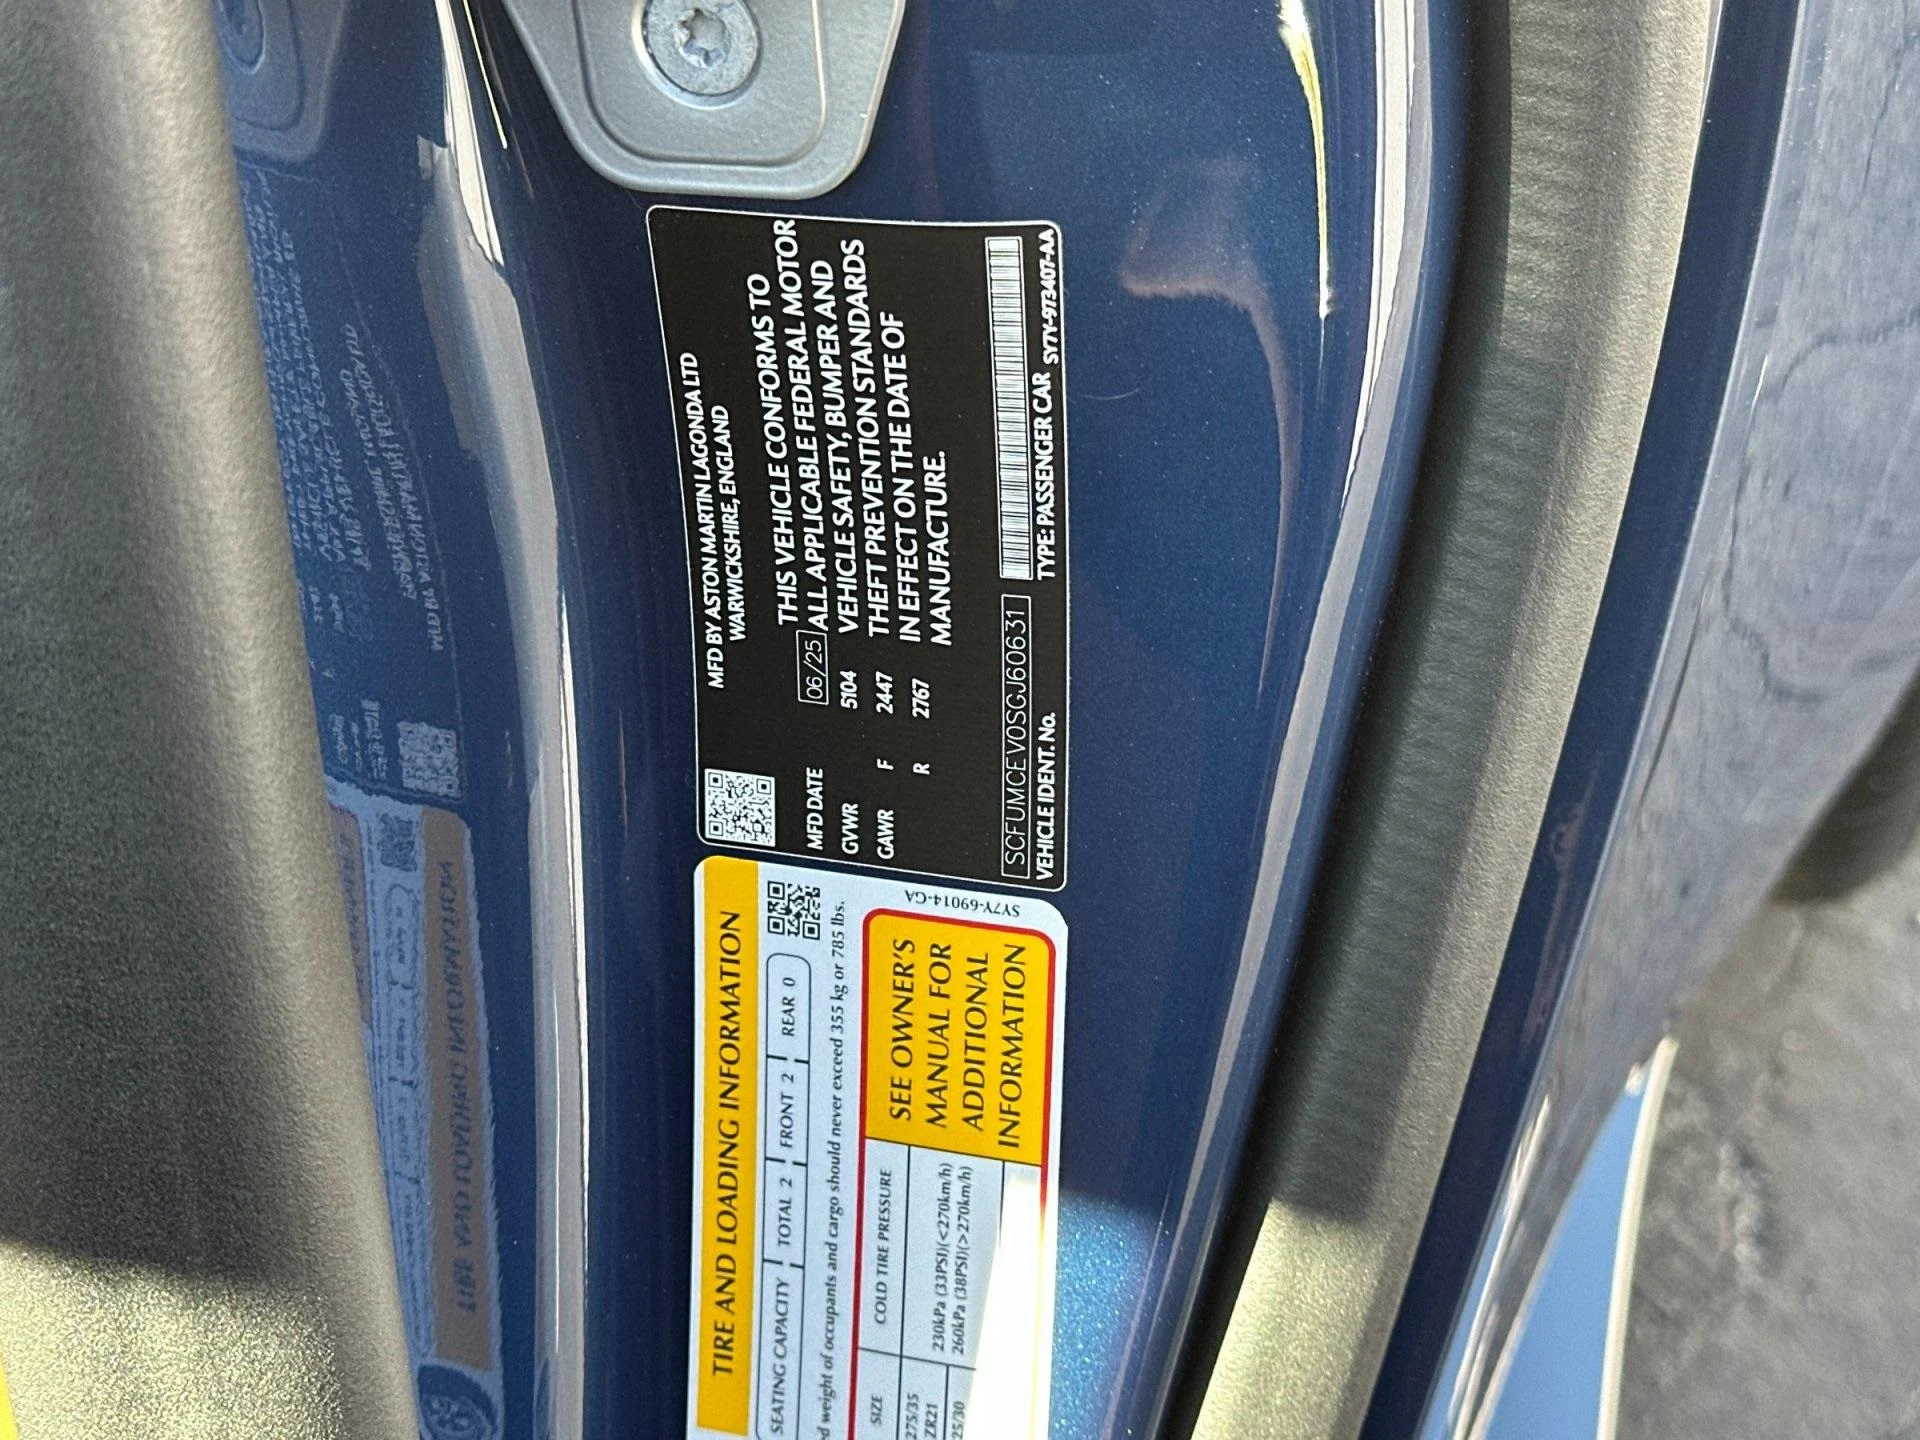 MFD BY ASTON MARTIN LAGONDA LTD
WARWICKSHIRE, ENGLAND
MFD DATE 06/25
GVWR 5104
GAWR F 2447
R 2767
THIS VEHICLE CONFORMS TO
ALL APPLICABLE FEDERAL MOTOR
VEHICLE SAFETY, BUMPER AND
THEFT PREVENTION STANDARDS
IN EFFECT ON THE DATE OF
MANUFACTURE.
SCFUMCEV0SGJ60631
VEHICLE IDENT. No.
TYPE: PASSENGER CAR
SY7Y-973407-AA
TIRE AND LOADING INFORMATION
SEATING CAPACITY TOTAL 2 FRONT 2 REAR 0
weight of occupants and cargo should never exceed 355 kg or 785 lbs.
SIZE COLD TIRE PRESSURE
275/35
ZR21
230kPa (33PSI)(<270km/h)
260kPa (38PSI)(>270km/h)
25/30
SEE OWNER'S
MANUAL FOR
ADDITIONAL
INFORMATION
SY7Y-69014-GA